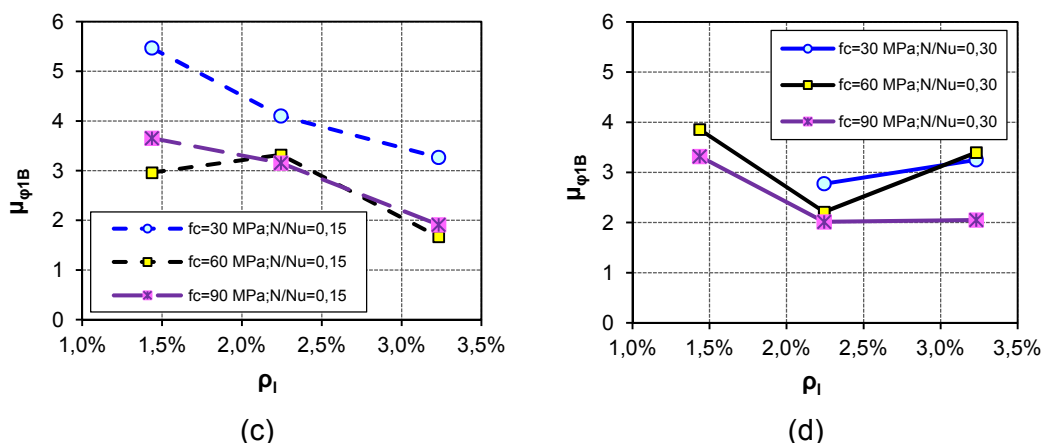 6
5
4
3
2
1
0
μφ1B
fc=30 MPa;N/Nu=0,15
fc=60 MPa;N/Nu=0,15
fc=90 MPa;N/Nu=0,15
1,0% 1,5% 2,0% 2,5% 3,0% 3,5%
ρl
(c)
6
5
4
3
2
1
0
μφ1B
fc=30 MPa;N/Nu=0,30
fc=60 MPa;N/Nu=0,30
fc=90 MPa;N/Nu=0,30
1,0% 1,5% 2,0% 2,5% 3,0% 3,5%
ρl
(d)